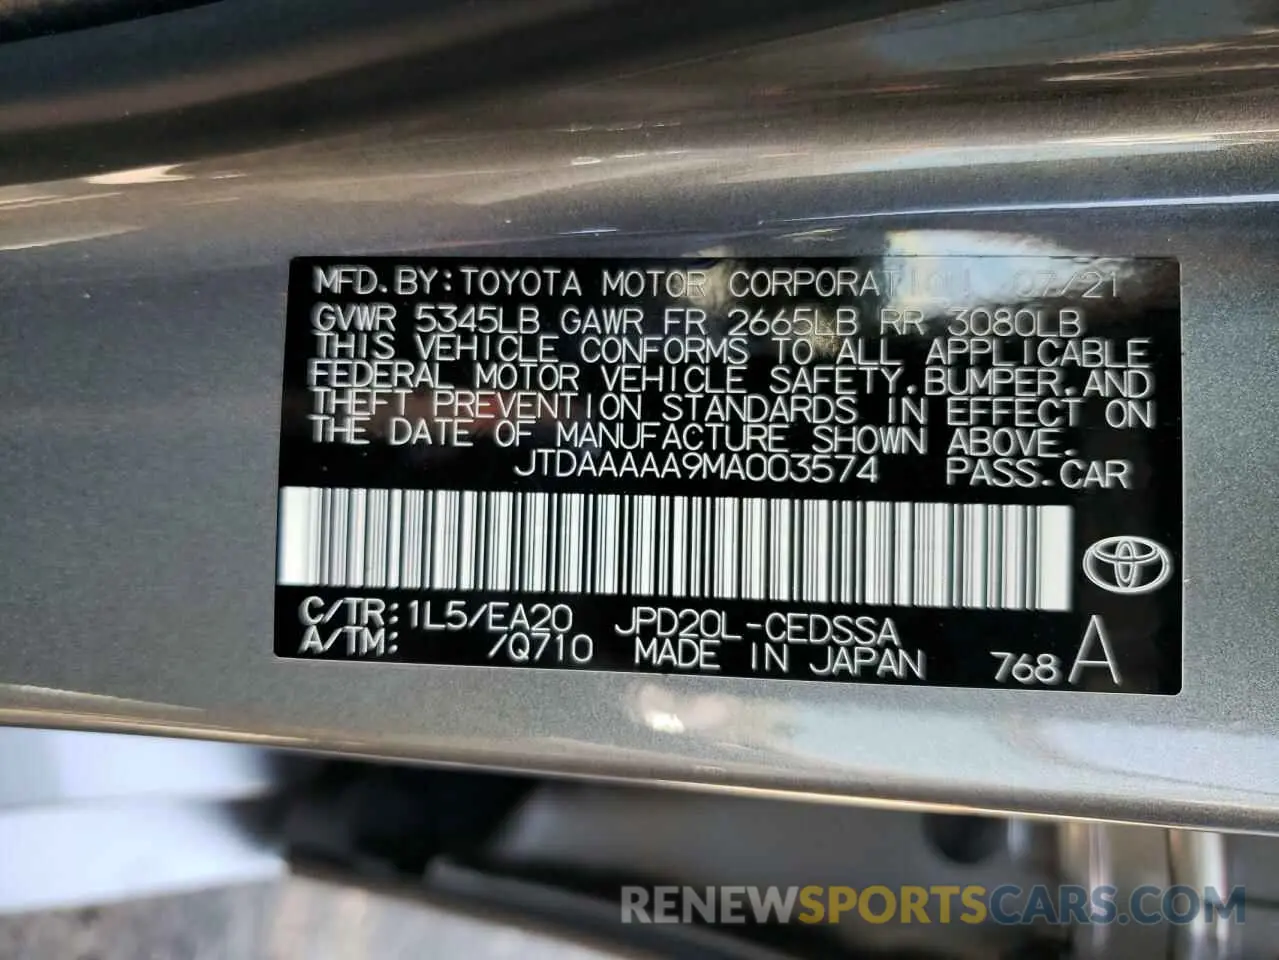 MFD. BY: TOYOTA MOTOR CORPORATION 07/21
GVWR 5345LB GAWR FR 2665LB RR 3080LB
THIS VEHICLE CONFORMS TO ALL APPLICABLE
FEDERAL MOTOR VEHICLE SAFETY, BUMPER, AND
THEFT PREVENTION STANDARDS IN EFFECT ON
THE DATE OF MANUFACTURE SHOWN ABOVE.
JTDAAAAA9MA003574 PASS. CAR
C/TR: 1L5/EA20 JPD20L-CEDSSA
A/TM: /Q710 MADE IN JAPAN 768 A
RENEWSPORTSCARS.COM